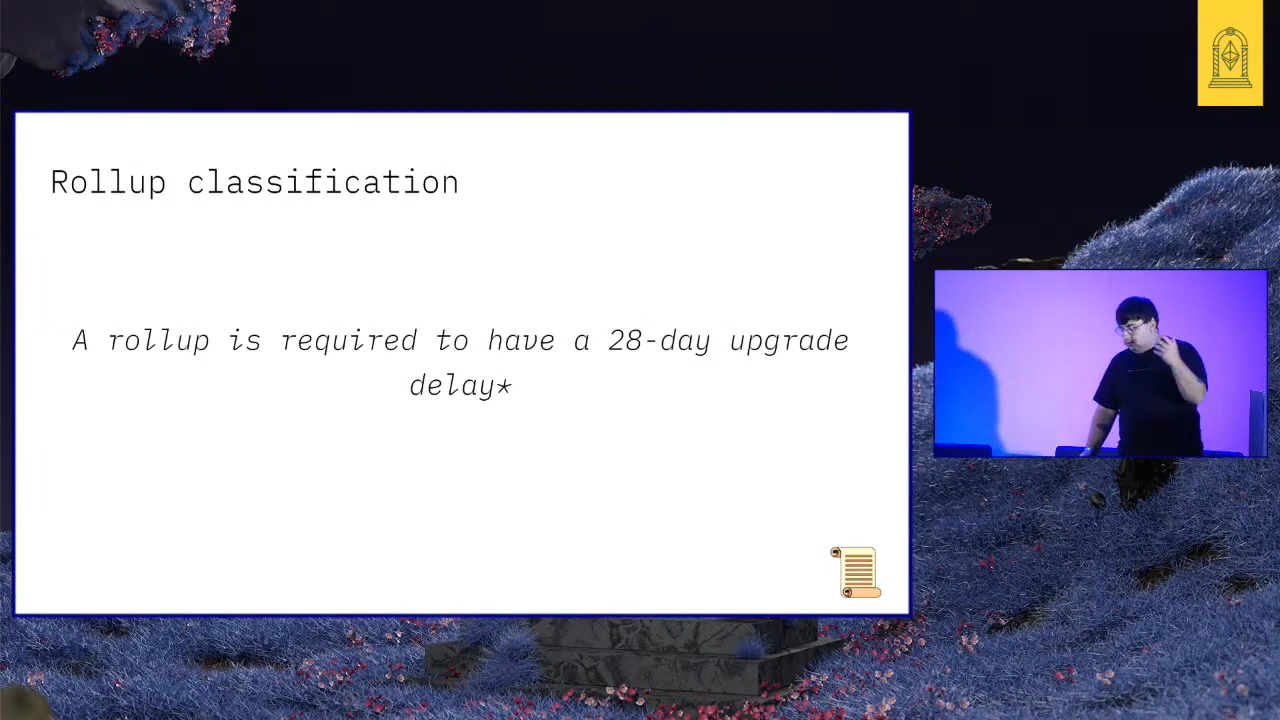 Rollup classification
A rollup is required to have a 28-day upgrade
delay*